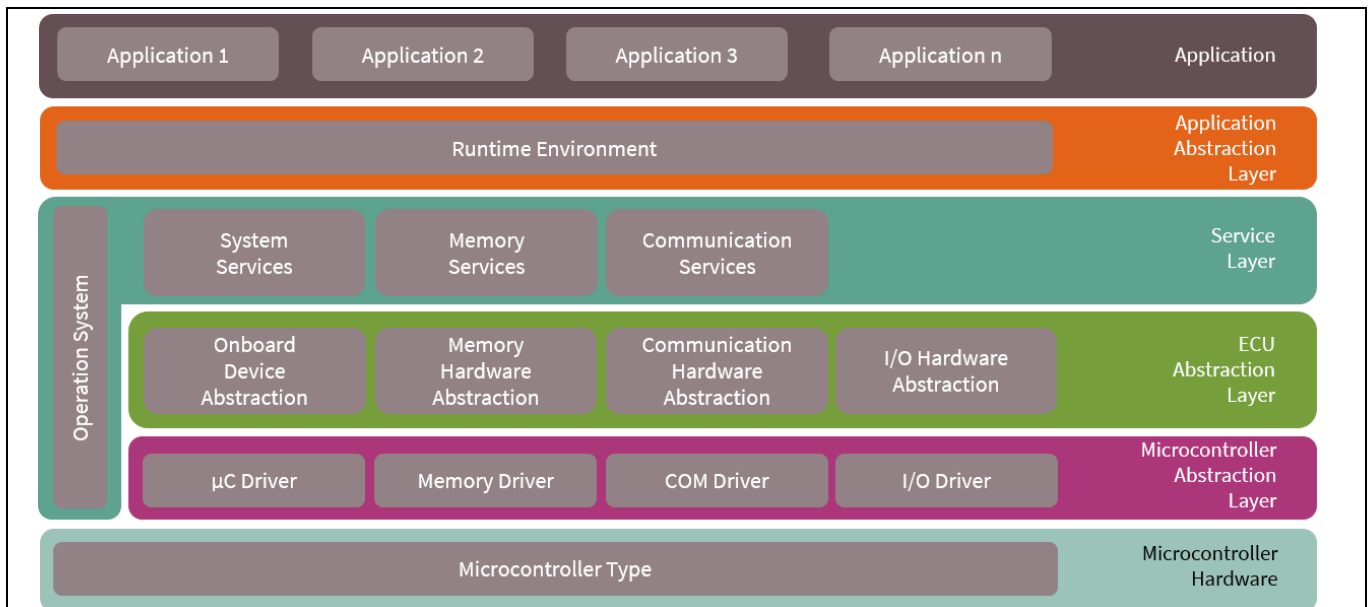 Application 1
Application 2
Application 3
Application n
Application
Runtime Environment
Application
Abstraction
Layer
Operation System
System
Services
Memory
Services
Communication
Services
Service
Layer
Onboard
Device
Abstraction
Memory
Hardware
Abstraction
Communication
Hardware
Abstraction
I/O Hardware
Abstraction
ECU
Abstraction
Layer
µC Driver
Memory Driver
COM Driver
I/O Driver
Microcontroller
Abstraction
Layer
Microcontroller Type
Microcontroller
Hardware